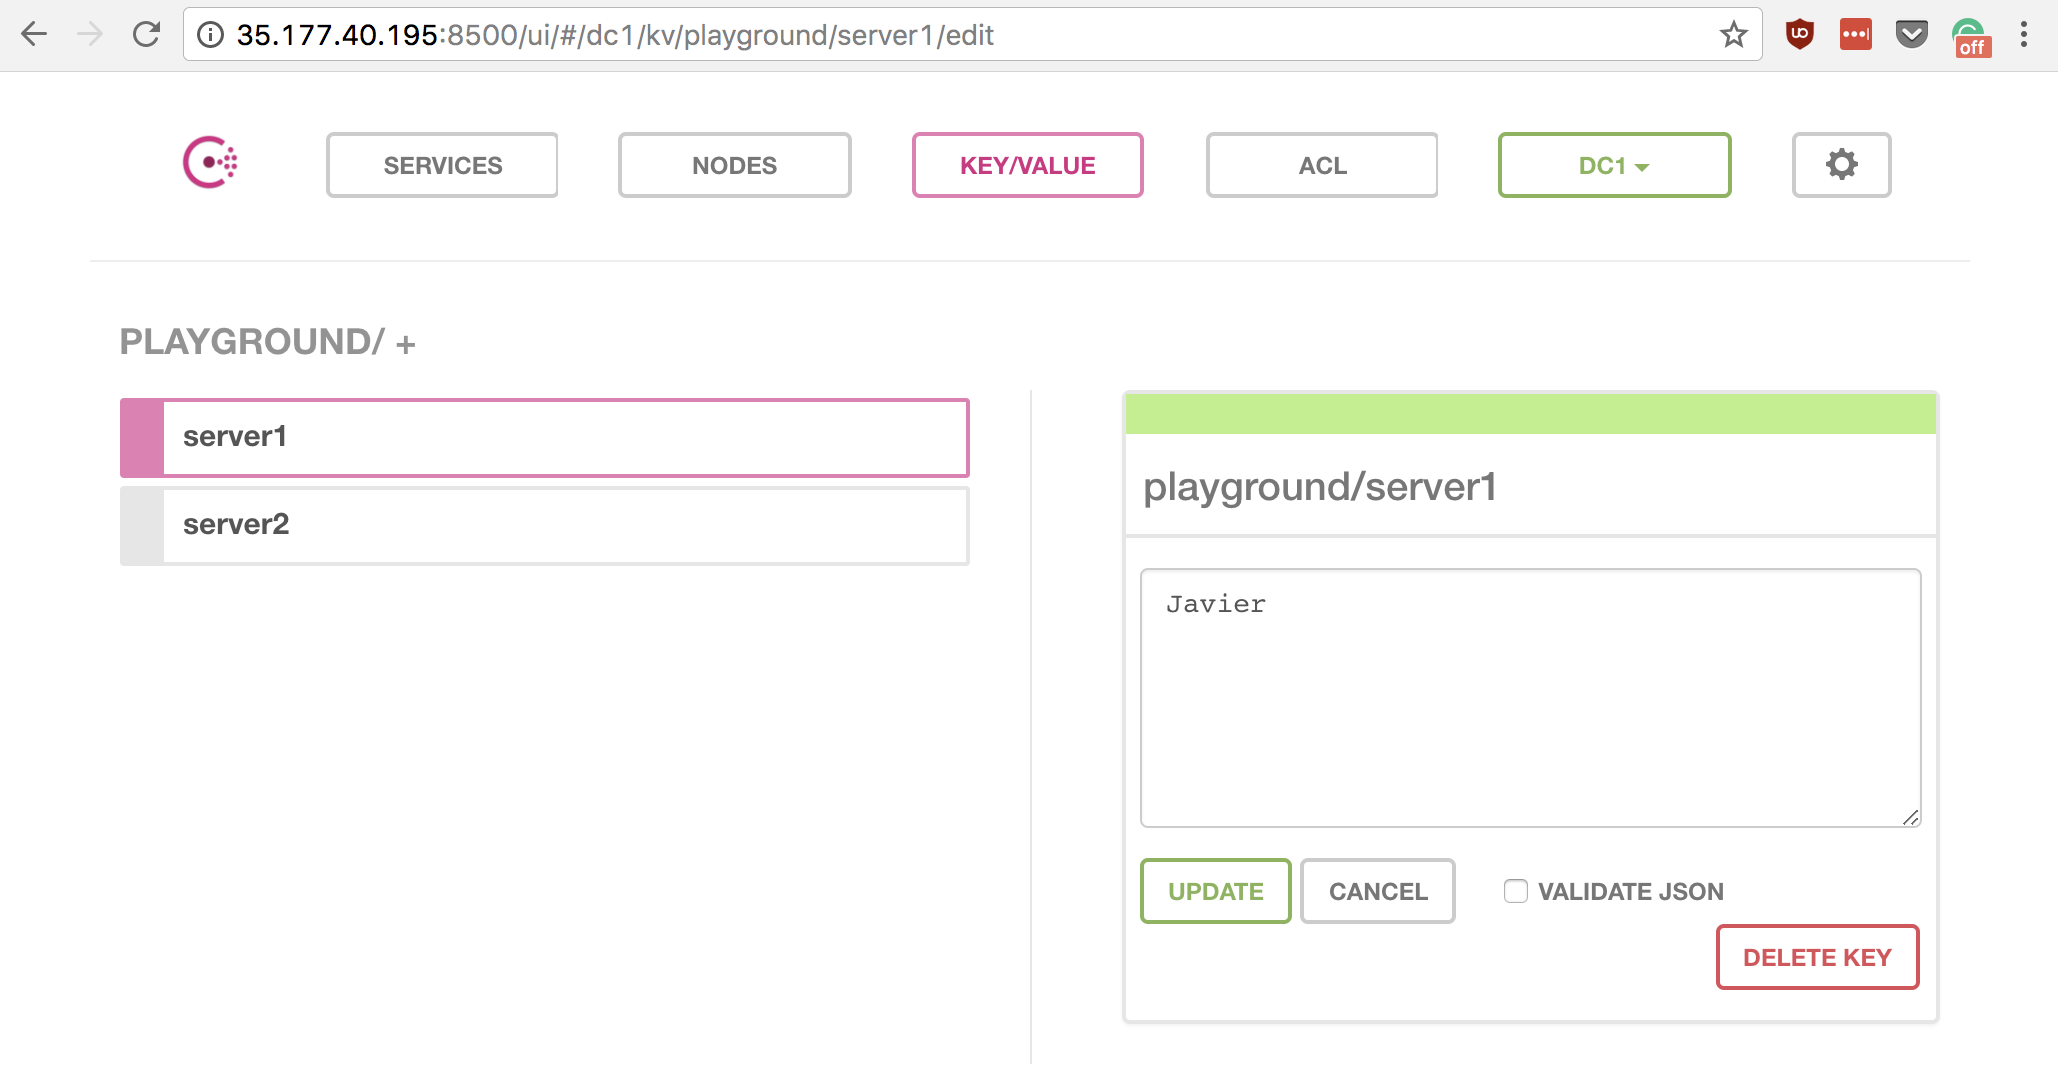 35.177.40.195:8500/ui/#/dc1/kv/playground/server1/edit
off
SERVICES
NODES
KEY/VALUE
ACL
DC1
PLAYGROUND/ +
server1
server2
playground/server1
Javier
UPDATE
CANCEL
VALIDATE JSON
DELETE KEY